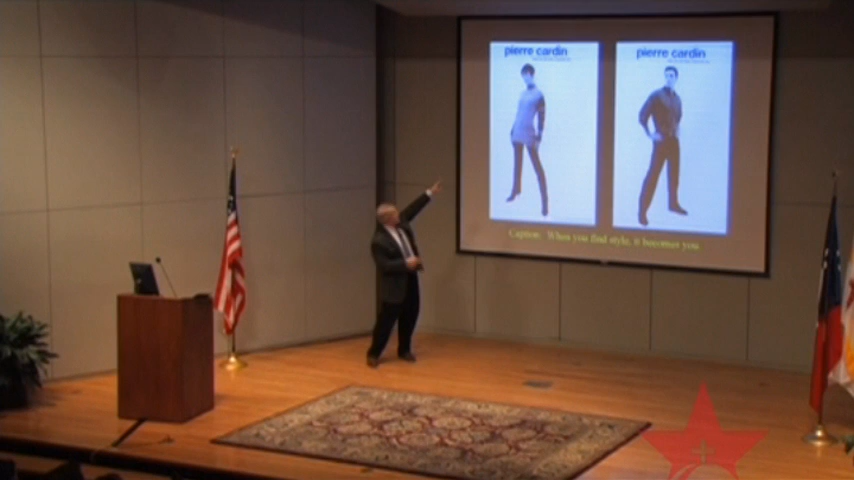 pierre cardin
pierre cardin
Caption: When you find style, it becomes you